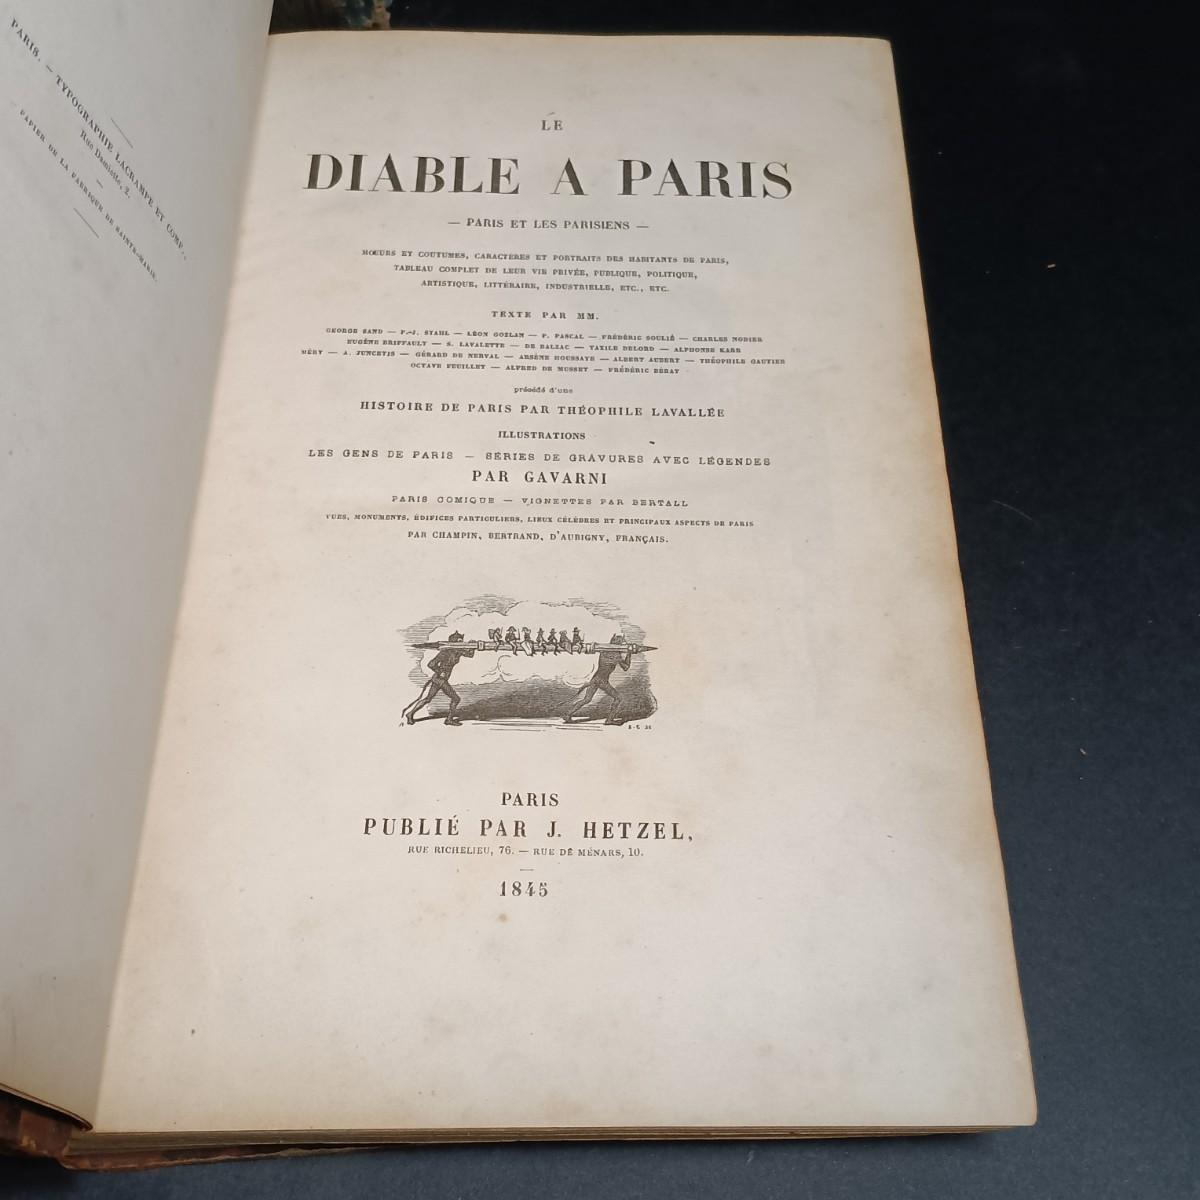 PARIS. — TYPOGRAPHIE LACRAMPE ET COMP.,
Rue Damiette, 2.
PAPIER DE LA FABRIQUE DE SAINTE-MARIE.
LE
DIABLE A PARIS
— PARIS ET LES PARISIENS —
MŒURS ET COUTUMES, CARACTÈRES ET PORTRAITS DES HABITANTS DE PARIS,
TABLEAU COMPLET DE LEUR VIE PRIVÉE, PUBLIQUE, POLITIQUE,
ARTISTIQUE, LITTÉRAIRE, INDUSTRIELLE, ETC., ETC.
TEXTE PAR MM.
GEORGE SAND — P.-J. STAHL — LÉON GOZLAN — P. PASCAL — FRÉDÉRIC SOULIÉ — CHARLES NODIER
EUGÈNE BRIFFAULT — S. LAVALETTE — DE BALZAC — TAXILE DELORD — ALPHONSE KARR
MÉRY — A. JUNCETIS — GÉRARD DE NERVAL — ARSÈNE HOUSSAYE — ALBERT AUBERT — THÉOPHILE GAUTIER
OCTAVE FEUILLET — ALFRED DE MUSSET — FRÉDÉRIC BÉRAT
précédé d'une
HISTOIRE DE PARIS PAR THÉOPHILE LAVALLÉE
ILLUSTRATIONS
LES GENS DE PARIS — SÉRIES DE GRAVURES AVEC LÉGENDES
PAR GAVARNI
PARIS COMIQUE — VIGNETTES PAR BERTALL
VUES, MONUMENTS, ÉDIFICES PARTICULIERS, LIEUX CÉLÈBRES ET PRINCIPAUX ASPECTS DE PARIS
PAR CHAMPIN, BERTRAND, D'AUBIGNY, FRANÇAIS.
PARIS
PUBLIÉ PAR J. HETZEL,
RUE RICHELIEU, 76. — RUE DE MÉNARS, 10.
1845